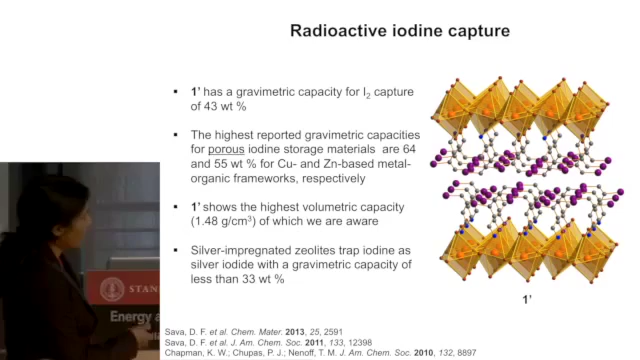 Radioactive iodine capture
▪ 1' has a gravimetric capacity for I₂ capture
of 43 wt %
▪ The highest reported gravimetric capacities
for porous iodine storage materials are 64
and 55 wt % for Cu- and Zn-based metal-
organic frameworks, respectively
▪ 1' shows the highest volumetric capacity
(1.48 g/cm³) of which we are aware
▪ Silver-impregnated zeolites trap iodine as
silver iodide with a gravimetric capacity of
less than 33 wt %
1'
STAN
Energy a
Sava, D. F. et al. Chem. Mater. 2013, 25, 2591
Sava, D. F. et al. J. Am. Chem. Soc. 2011, 133, 12398
Chapman, K. W.; Chupas, P. J.; Nenoff, T. M. J. Am. Chem. Soc. 2010, 132, 8897